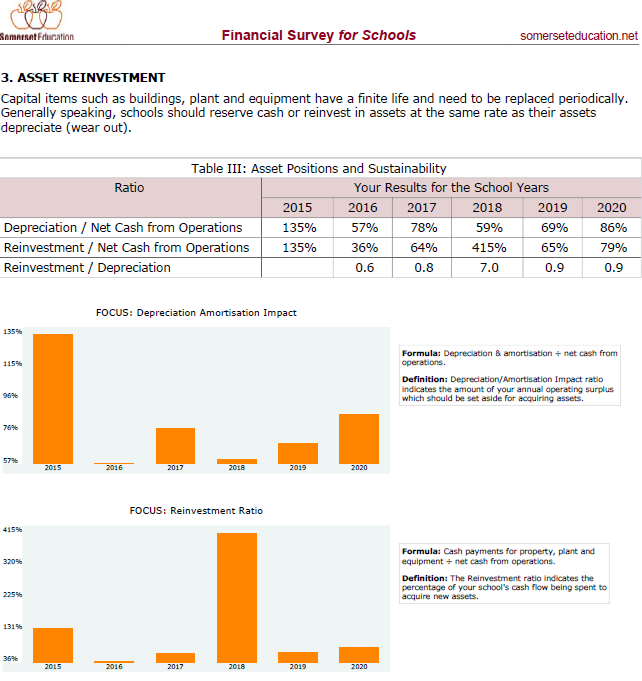 SomersetEducation
Financial Survey for Schools
somerseteducation.net
3. ASSET REINVESTMENT
Capital items such as buildings, plant and equipment have a finite life and need to be replaced periodically.
Generally speaking, schools should reserve cash or reinvest in assets at the same rate as their assets
depreciate (wear out).
Table III: Asset Positions and Sustainability
Ratio Your Results for the School Years
2015 2016 2017 2018 2019 2020
Depreciation / Net Cash from Operations 135% 57% 78% 59% 69% 86%
Reinvestment / Net Cash from Operations 135% 36% 64% 415% 65% 79%
Reinvestment / Depreciation 0.6 0.8 7.0 0.9 0.9
FOCUS: Depreciation Amortisation Impact
135%
115%
96%
76%
57%
2015 2016 2017 2018 2019 2020
Formula: Depreciation & amortisation ÷ net cash from
operations.
Definition: Depreciation/Amortisation Impact ratio
indicates the amount of your annual operating surplus
which should be set aside for acquiring assets.
FOCUS: Reinvestment Ratio
415%
320%
225%
131%
36%
2015 2016 2017 2018 2019 2020
Formula: Cash payments for property, plant and
equipment ÷ net cash from operations.
Definition: The Reinvestment ratio indicates the
percentage of your school's cash flow being spent to
acquire new assets.